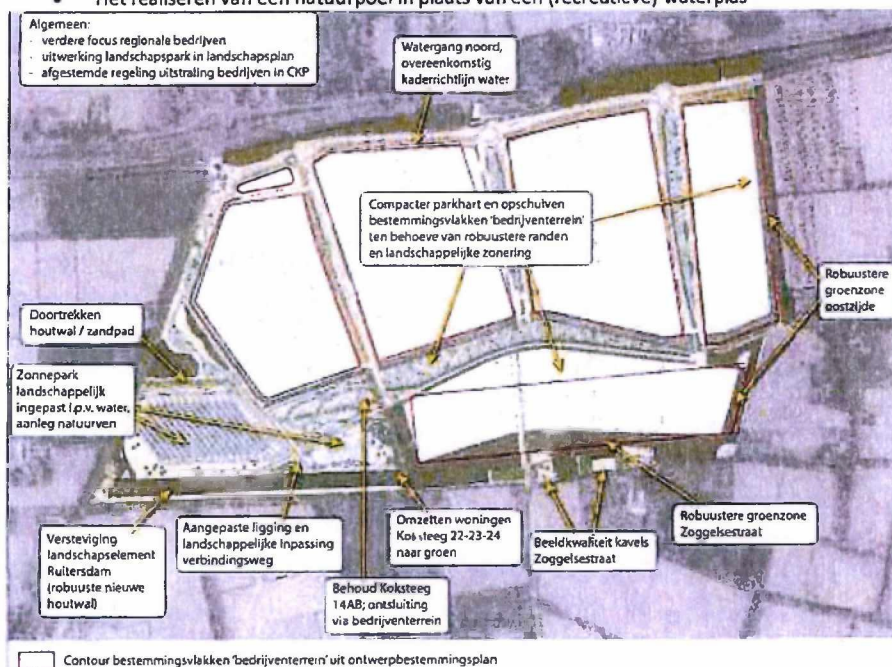 • Het realiseren van een natuurpoel in plaats van een (recreatieve) waterplas
Algemeen:
- verdere focus regionale bedrijven
- uitwerking landschapspark in landschapsplan
- afgestemde regeling uitstraling bedrijven in CKP
Watergang noord,
overeenkomstig
kaderrichtlijn water
Compacter parkhart en opschuiven
bestemmingsvlakken 'bedrijventerrein'
ten behoeve van robuustere randen
en landschappelijke zonering
Robuustere
groenzone
oostzijde
Doortrekken
houtwal / zandpad
Zonnepark
landschappelijk
ingepast i.p.v. water,
aanleg natuurven
Versteviging
landschapselement
Ruitersdam
(robuuste nieuwe
houtwal)
Aangepaste ligging en
landschappelijke inpassing
verbindingsweg
Behoud Koksteeg
14AB; ontsluiting
via bedrijventerrein
Omzetten woningen
Koksteeg 22-23-24
naar groen
Beeldkwaliteit kavels
Zoggelsestraat
Robuustere groenzone
Zoggelsestraat
Contour bestemmingsvlakken 'bedrijventerrein' uit ontwerpbestemmingsplan